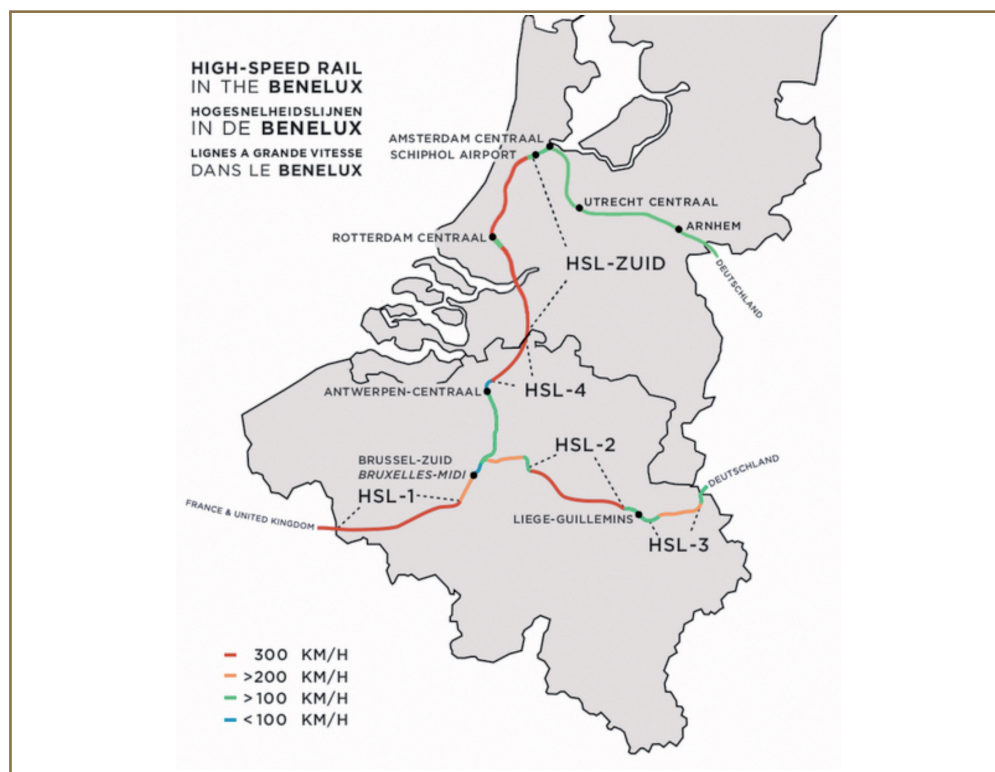 HIGH-SPEED RAIL
IN THE BENELUX
HOGESNELHEIDSLIJNEN
IN DE BENELUX
LIGNES A GRANDE VITESSE
DANS LE BENELUX
AMSTERDAM CENTRAAL
SCHIPHOL AIRPORT
UTRECHT CENTRAAL
ARNHEM
ROTTERDAM CENTRAAL
HSL-ZUID
DEUTSCHLAND
ANTWERPEN-CENTRAAL
HSL-4
HSL-2
BRUSSEL-ZUID
BRUXELLES-MIDI
DEUTSCHLAND
HSL-1
FRANCE & UNITED KINGDOM
LIEGE-GUILLEMINS
HSL-3
300 KM/H
>200 KM/H
>100 KM/H
<100 KM/H